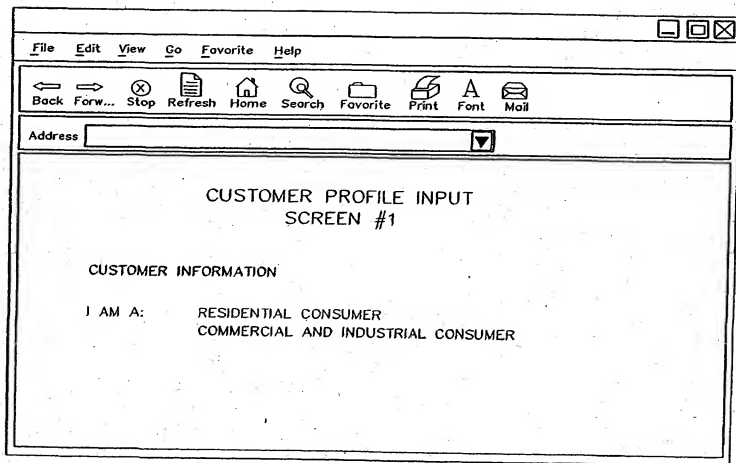 File Edit View Go Favorite Help
Back Forw... Stop Refresh Home Search Favorite Print Font Mail
Address
CUSTOMER PROFILE INPUT
SCREEN #1
CUSTOMER INFORMATION
I AM A: RESIDENTIAL CONSUMER
COMMERCIAL AND INDUSTRIAL CONSUMER